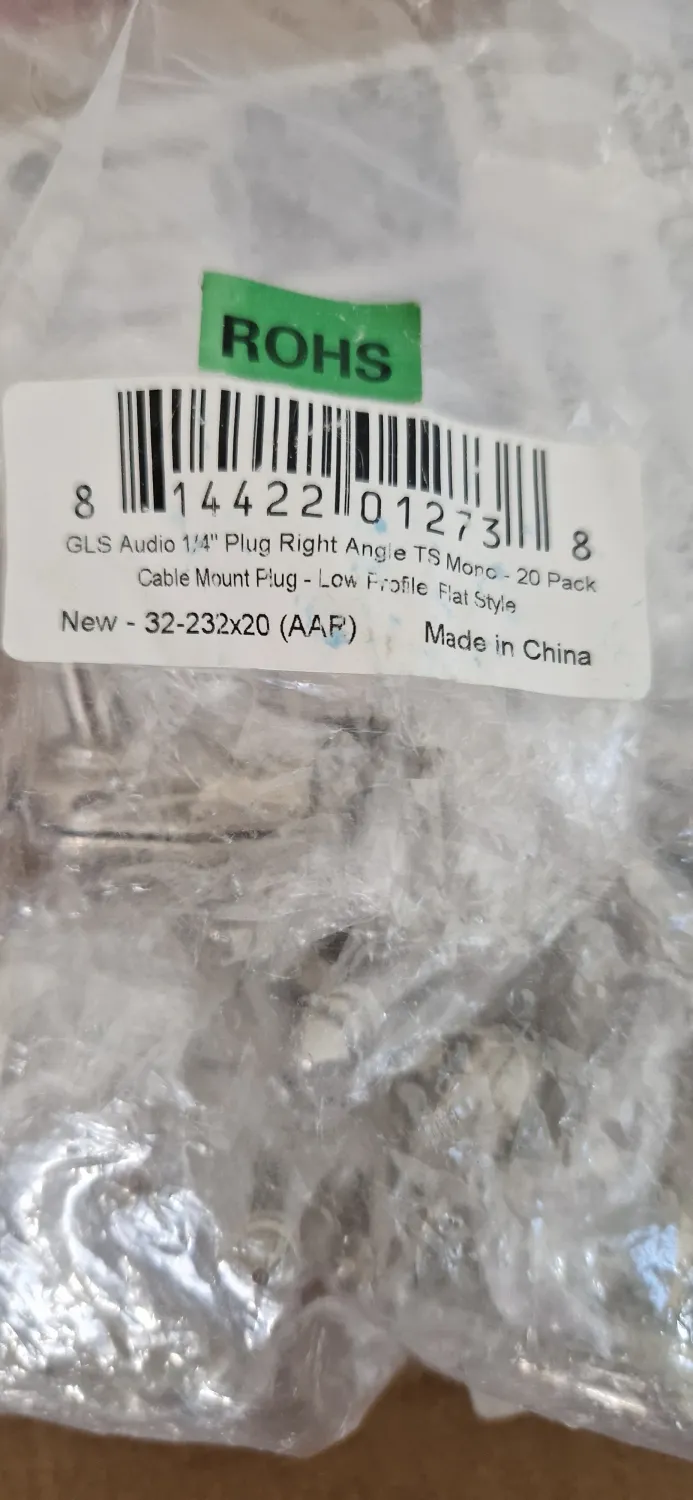 ROHS
8 14422 01273 8
GLS Audio 1/4" Plug Right Angle TS Mono - 20 Pack
Cable Mount Plug - Low Profile Flat Style
New - 32-232x20 (AAR) Made in China